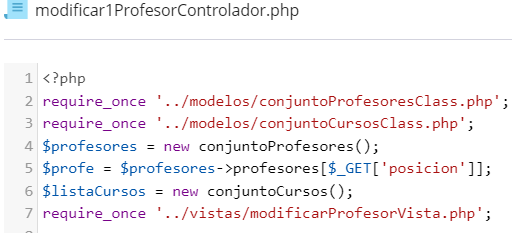 modificar1ProfesorControlador.php
1 <?php
2 require_once '../modelos/conjuntoProfesoresClass.php';
3 require_once '../modelos/conjuntoCursosClass.php';
4 $profesores = new conjuntoProfesores();
5 $profe = $profesores->profesores[$_GET['posicion']];
6 $listaCursos = new conjuntoCursos();
7 require_once '../vistas/modificarProfesorVista.php';